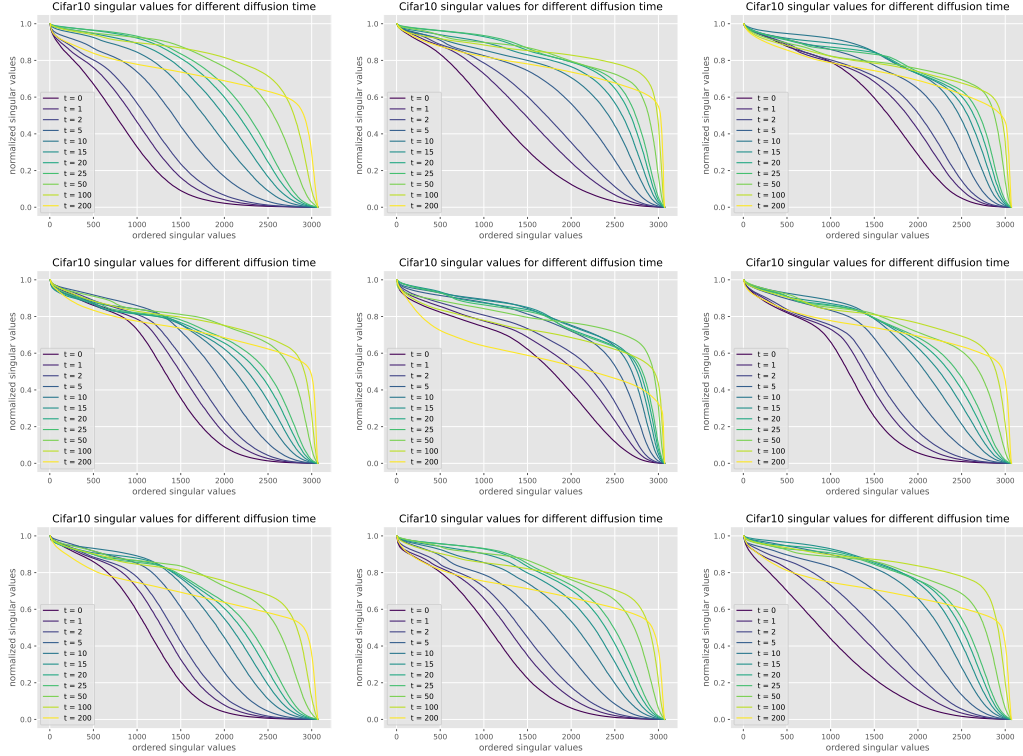 Cifar10 singular values for different diffusion time
normalized singular values
1.0
0.8
0.6
0.4
0.2
0.0
t = 0
t = 1
t = 2
t = 5
t = 10
t = 15
t = 20
t = 25
t = 50
t = 100
t = 200
0 500 1000 1500 2000 2500 3000
ordered singular values
Cifar10 singular values for different diffusion time
normalized singular values
1.0
0.8
0.6
0.4
0.2
0.0
t = 0
t = 1
t = 2
t = 5
t = 10
t = 15
t = 20
t = 25
t = 50
t = 100
t = 200
0 500 1000 1500 2000 2500 3000
ordered singular values
Cifar10 singular values for different diffusion time
normalized singular values
1.0
0.8
0.6
0.4
0.2
0.0
t = 0
t = 1
t = 2
t = 5
t = 10
t = 15
t = 20
t = 25
t = 50
t = 100
t = 200
0 500 1000 1500 2000 2500 3000
ordered singular values
Cifar10 singular values for different diffusion time
normalized singular values
1.0
0.8
0.6
0.4
0.2
0.0
t = 0
t = 1
t = 2
t = 5
t = 10
t = 15
t = 20
t = 25
t = 50
t = 100
t = 200
0 500 1000 1500 2000 2500 3000
ordered singular values
Cifar10 singular values for different diffusion time
normalized singular values
1.0
0.8
0.6
0.4
0.2
0.0
t = 0
t = 1
t = 2
t = 5
t = 10
t = 15
t = 20
t = 25
t = 50
t = 100
t = 200
0 500 1000 1500 2000 2500 3000
ordered singular values
Cifar10 singular values for different diffusion time
normalized singular values
1.0
0.8
0.6
0.4
0.2
0.0
t = 0
t = 1
t = 2
t = 5
t = 10
t = 15
t = 20
t = 25
t = 50
t = 100
t = 200
0 500 1000 1500 2000 2500 3000
ordered singular values
Cifar10 singular values for different diffusion time
normalized singular values
1.0
0.8
0.6
0.4
0.2
0.0
t = 0
t = 1
t = 2
t = 5
t = 10
t = 15
t = 20
t = 25
t = 50
t = 100
t = 200
0 500 1000 1500 2000 2500 3000
ordered singular values
Cifar10 singular values for different diffusion time
normalized singular values
1.0
0.8
0.6
0.4
0.2
0.0
t = 0
t = 1
t = 2
t = 5
t = 10
t = 15
t = 20
t = 25
t = 50
t = 100
t = 200
0 500 1000 1500 2000 2500 3000
ordered singular values
Cifar10 singular values for different diffusion time
normalized singular values
1.0
0.8
0.6
0.4
0.2
0.0
t = 0
t = 1
t = 2
t = 5
t = 10
t = 15
t = 20
t = 25
t = 50
t = 100
t = 200
0 500 1000 1500 2000 2500 3000
ordered singular values